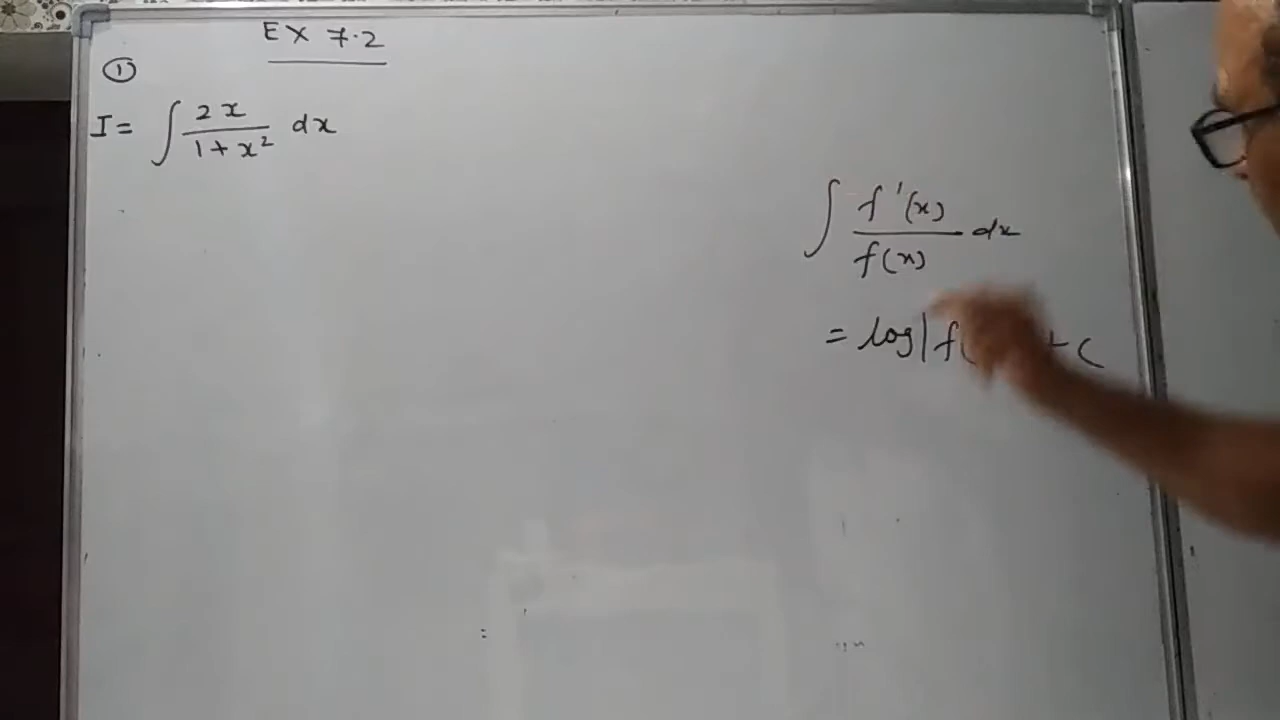 EX 7.2
①
I = ∫ 2x / 1 + x² dx
∫ f'(x) / f(x) dx
= log|f( + C